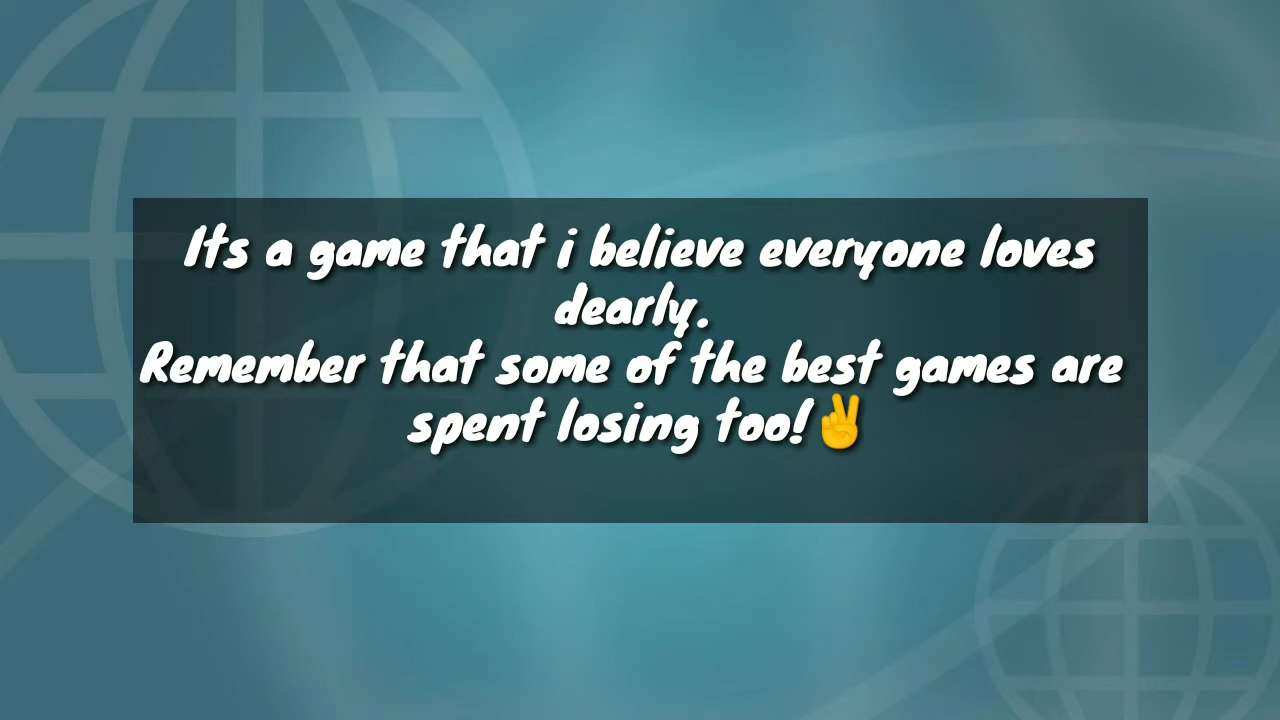 Its a game that i believe everyone loves
dearly.
Remember that some of the best games are
spent losing too!✌